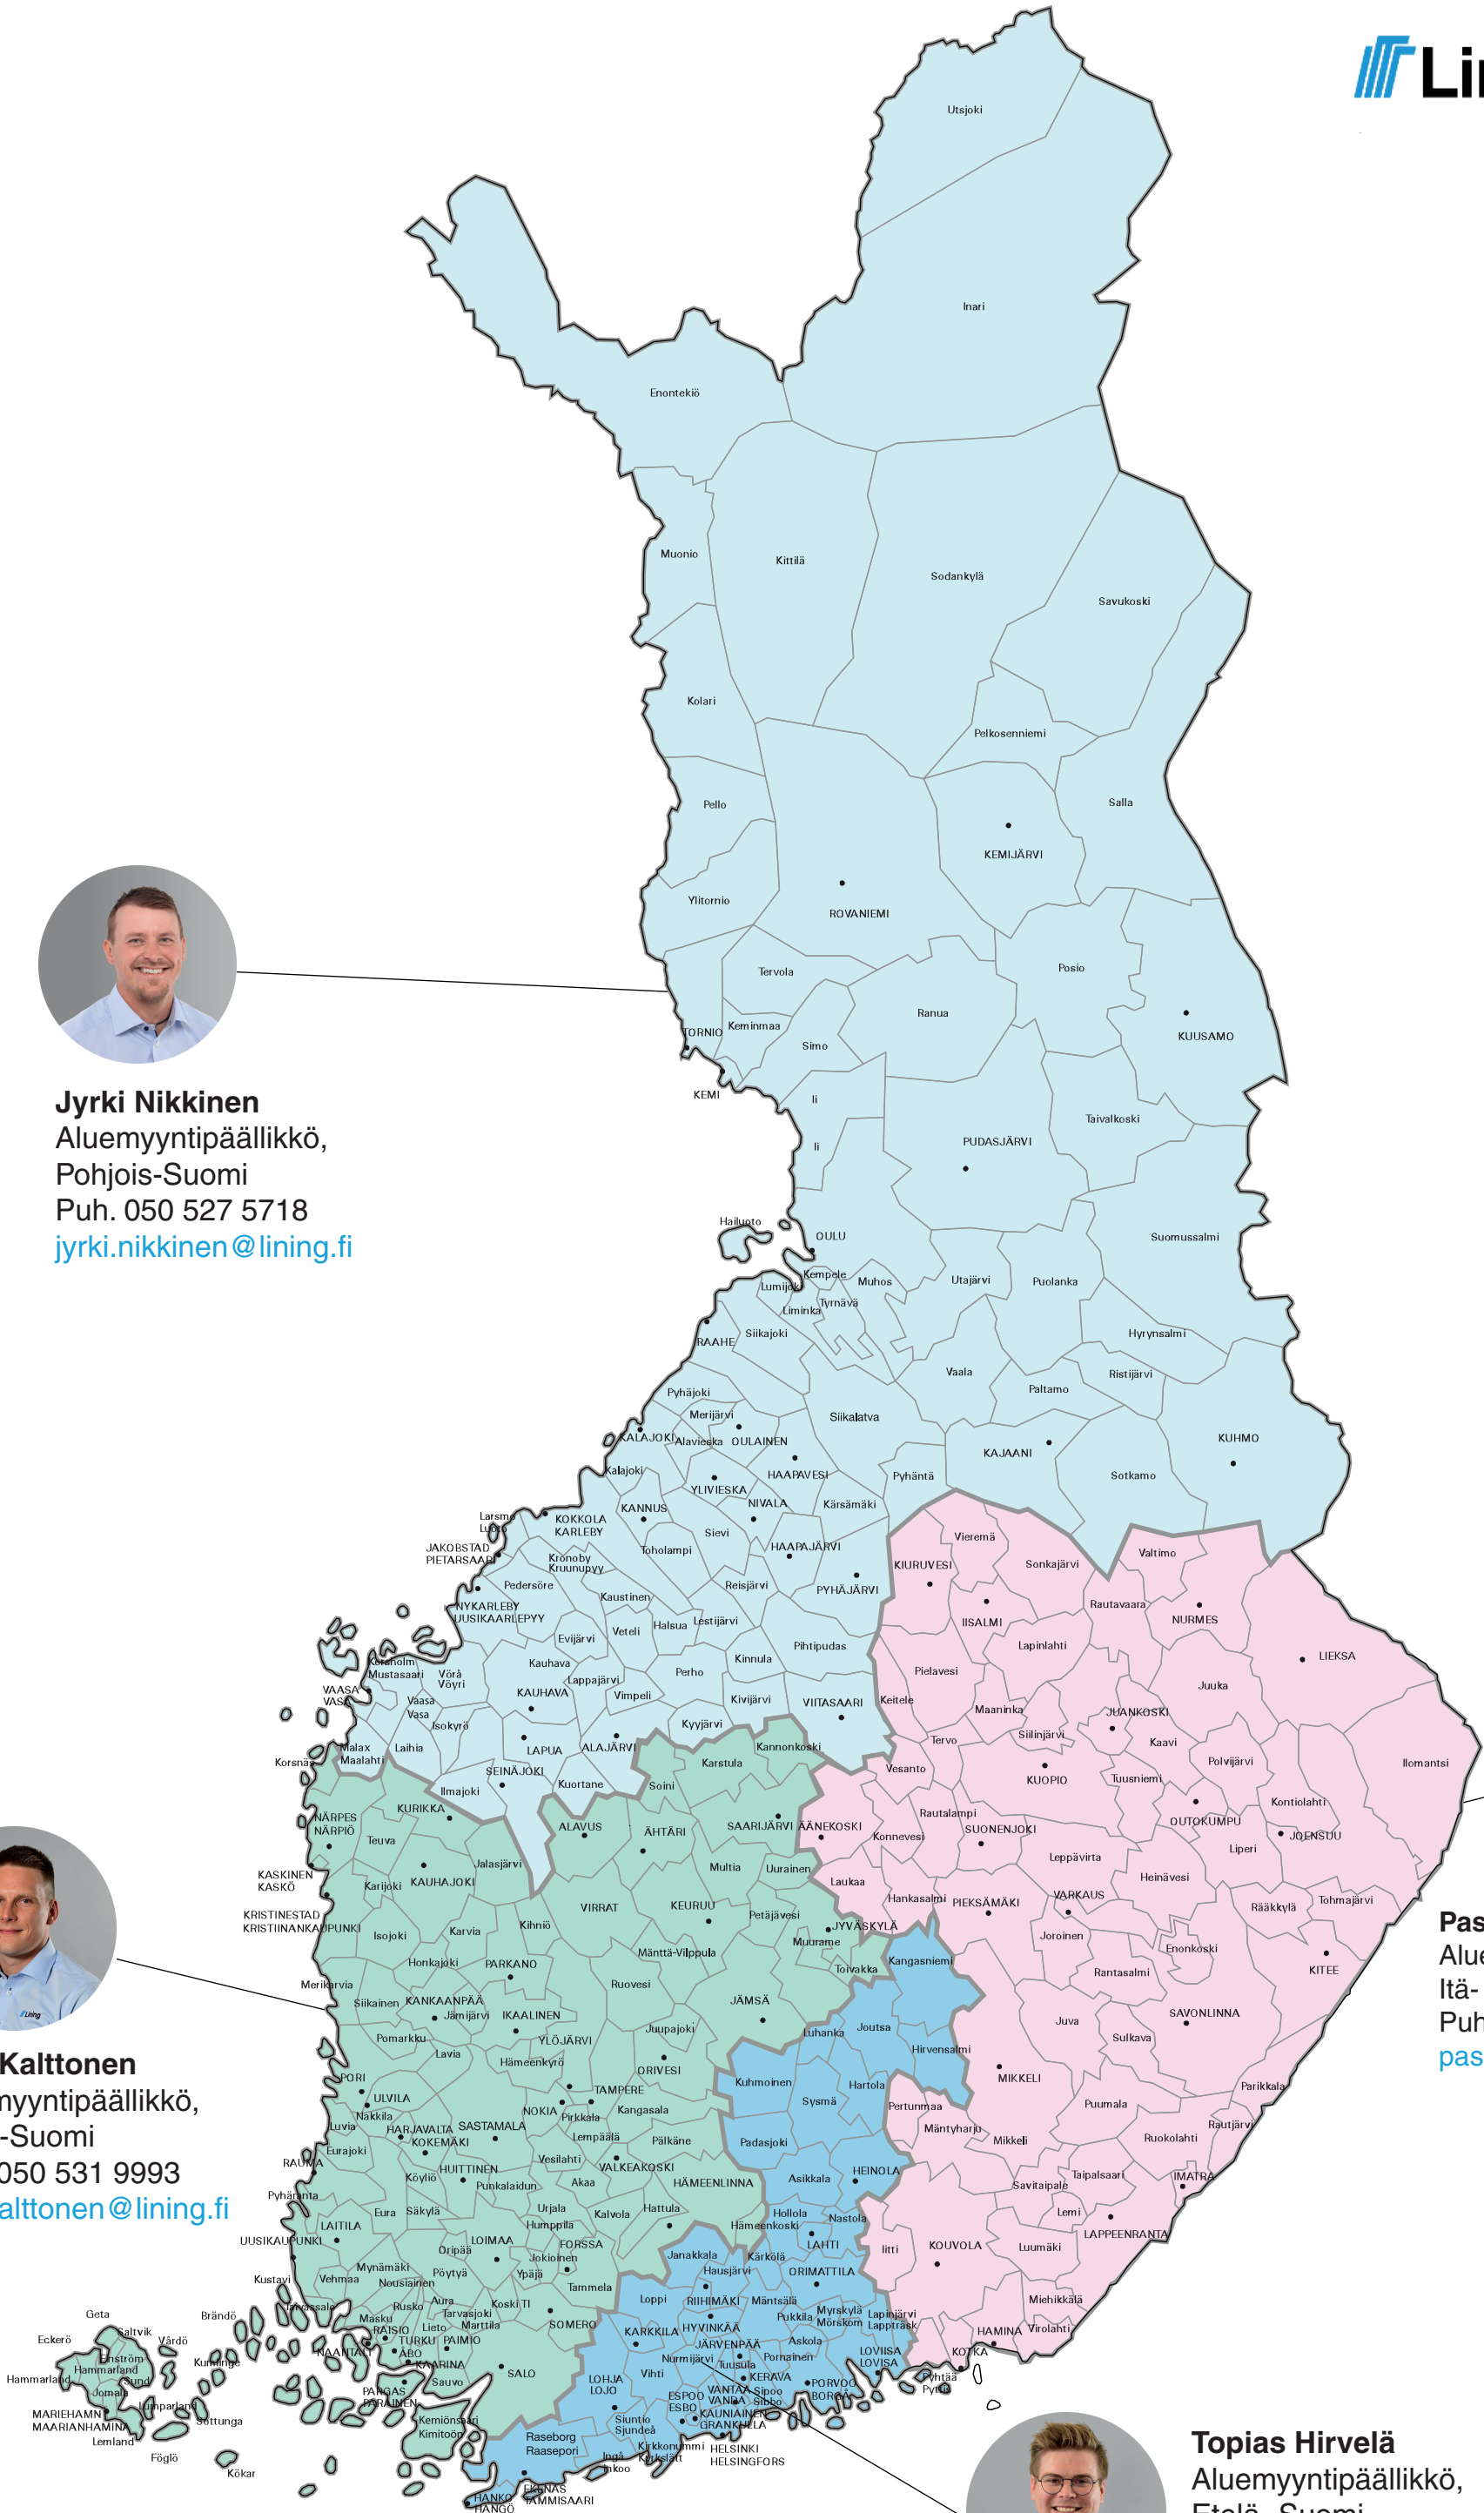 Utsjoki
Inari
Enontekiö
Muonio
Kittilä
Sodankylä
Savukoski
Kolari
Pelkosenniemi
Pello
Salla
KEMIJÄRVI
Ylitornio
ROVANIEMI
Tervola
Posio
Ranua
TORNIO
Keminmaa
Simo
KUUSAMO
KEMI
Ii
Taivalkoski
Ii
PUDASJÄRVI
Jyrki Nikkinen
Aluemyyntipäällikkö,
Pohjois-Suomi
Puh. 050 527 5718
jyrki.nikkinen@lining.fi
Hailuoto
OULU
Suomussalmi
Kempele
Muhos
Utajärvi
Puolanka
Lumijoki
Liminka
Tyrnävä
RAAHE
Siikajoki
Hyrynsalmi
Vaala
Ristijärvi
Paltamo
Pyhäjoki
Merijärvi
Siikalatva
KALAJOKI
Alavieska
OULAINEN
KAJAANI
KUHMO
Kalajoki
HAAPAVESI
Pyhäntä
Sotkamo
YLIVIESKA
KANNUS
NIVALA
Kärsämäki
Larsmo
Luoto
KOKKOLA
KARLEBY
Sievi
Toholampi
HAAPAJÄRVI
JAKOBSTAD
PIETARSAARI
Kronoby
Kruunupyy
Pedersöre
Reisjärvi
PYHÄJÄRVI
Kaustinen
NYKARLEBY
UUSIKAARLEPYY
Evijärvi
Veteli
Halsua
Lestijärvi
Pihtipudas
Korsholm
Mustasaari
Vörå
Vöyri
Kauhava
Lappajärvi
Perho
Kinnula
VAASA
VASA
Vaasa
Vasa
KAUHAVA
Vimpeli
Kivijärvi
VIITASAARI
Isokyrö
Kyyjärvi
Malax
Maalahti
Laihia
LAPUA
ALAJÄRVI
Kannonkoski
Korsnäs
SEINÄJOKI
Karstula
Ilmajoki
Kuortane
Soini
Vieremä
KIURUVESI
Sonkajärvi
Valtimo
Rautavaara
NURMES
IISALMI
Lapinlahti
LIEKSA
Pielavesi
Juuka
Keitele
Maaninka
JUANKOSKI
Siilinjärvi
Tervo
Kaavi
Polvijärvi
Ilomantsi
Vesanto
KUOPIO
Tuusniemi
Kontiolahti
Rautalampi
OUTOKUMPU
SUONENJOKI
JOENSUU
Konnevesi
Liperi
Leppävirta
Heinävesi
Laukaa
Hankasalmi
PIEKSÄMÄKI
VARKAUS
Rääkkylä
Tohmajärvi
Joroinen
Enonkoski
KITEE
Rantasalmi
SAVONLINNA
Juva
Sulkava
MIKKELI
Parikkala
Puumala
Rautjärvi
Pertunmaa
Mäntyharju
Mikkeli
Ruokolahti
Taipalsaari
IMATRA
Savitaipale
Lemi
LAPPEENRANTA
Iitti
KOUVOLA
Luumäki
Miehikkälä
HAMINA
Virolahti
KOTKA
Pyhtää
Pyttis
NÄRPES
NÄRPIÖ
KURIKKA
ALAVUS
ÄHTÄRI
SAARIJÄRVI
ÄÄNEKOSKI
Teuva
Jalasjärvi
Multia
Uurainen
KASKINEN
KASKÖ
Karijoki
KAUHAJOKI
VIRRAT
KEURUU
Petäjävesi
KRISTINESTAD
KRISTIINANKAUPUNKI
Isojoki
Karvia
Kihniö
JYVÄSKYLÄ
Muurame
Mänttä-Vilppula
Honkajoki
PARKANO
Toivakka
Kangasniemi
Merikarvia
Ruovesi
Siikainen
KANKAANPÄÄ
Jämijärvi
IKAALINEN
JÄMSÄ
Luhanka
Joutsa
Pomarkku
YLÖJÄRVI
Juupajoki
Hirvensalmi
Lavia
Hämeenkyrö
ORIVESI
Kuhmoinen
Hartola
PORI
ULVILA
TAMPERE
Sysmä
Nakkila
NOKIA
Pirkkala
Kangasala
Luvia
HARJAVALTA
SASTAMALA
KOKEMÄKI
Lempäälä
Pälkäne
Padasjoki
Eurajoki
RAUMA
HUITTINEN
Vesilahti
VALKEAKOSKI
HEINOLA
Köyliö
Punkalaidun
Akaa
HÄMEENLINNA
Asikkala
Pyhäranta
Eura
Säkylä
Urjala
Kalvola
Hattula
Hollola
Nastola
LAITILA
Humppila
Hämeenkoski
UUSIKAUPUNKI
LOIMAA
FORSSA
LAHTI
Oripää
Jokioinen
Janakkala
Kärkölä
Mynämäki
Pöytyä
Ypäjä
Hausjärvi
ORIMATTILA
Kustavi
Vehmaa
Nousiainen
Tammela
Loppi
RIIHIMÄKI
Mäntsälä
Taivassalo
Rusko
Aura
Koski Tl
Pukkila
Myrskylä
Mörskom
Lapinjärvi
Lappträsk
Masku
Tarvasjoki
Marttila
SOMERO
KARKKILA
HYVINKÄÄ
RAISIO
Lieto
Askola
TURKU
ÅBO
PAIMIO
JÄRVENPÄÄ
LOVIISA
LOVISA
NAANTALI
KAARINA
Nurmijärvi
Tuusula
Pornainen
SALO
Vihti
KERAVA
PARGAS
PARAINEN
Sauvo
LOHJA
LOJO
ESPOO
ESBO
VANTAA
VANDA
Sipoo
Sibbo
PORVOO
BORGÅ
Kemiönsaari
Kimitoön
Siuntio
Sjundeå
KAUNIAINEN
GRANKULLA
Raseborg
Raasepori
Kirkkonummi
Kyrkslätt
HELSINKI
HELSINGFORS
Ingå
Inkoo
EKENÄS
TAMMISAARI
HANKO
HANGÖ
Geta
Saltvik
Brändö
Eckerö
Vårdö
Finström
Kumlinge
Hammarland
Hammarland
Sund
Jomala
Lumparland
MARIEHAMN
MAARIANHAMINA
Sottunga
Lemland
Föglö
Kökar
Kalttonen
myyntipäällikkö,
-Suomi
050 531 9993
alttonen@lining.fi
Lining
Pas
Alue
Itä-
Puh
pas
Topias Hirvelä
Aluemyyntipäällikkö,
Etelä-Suomi